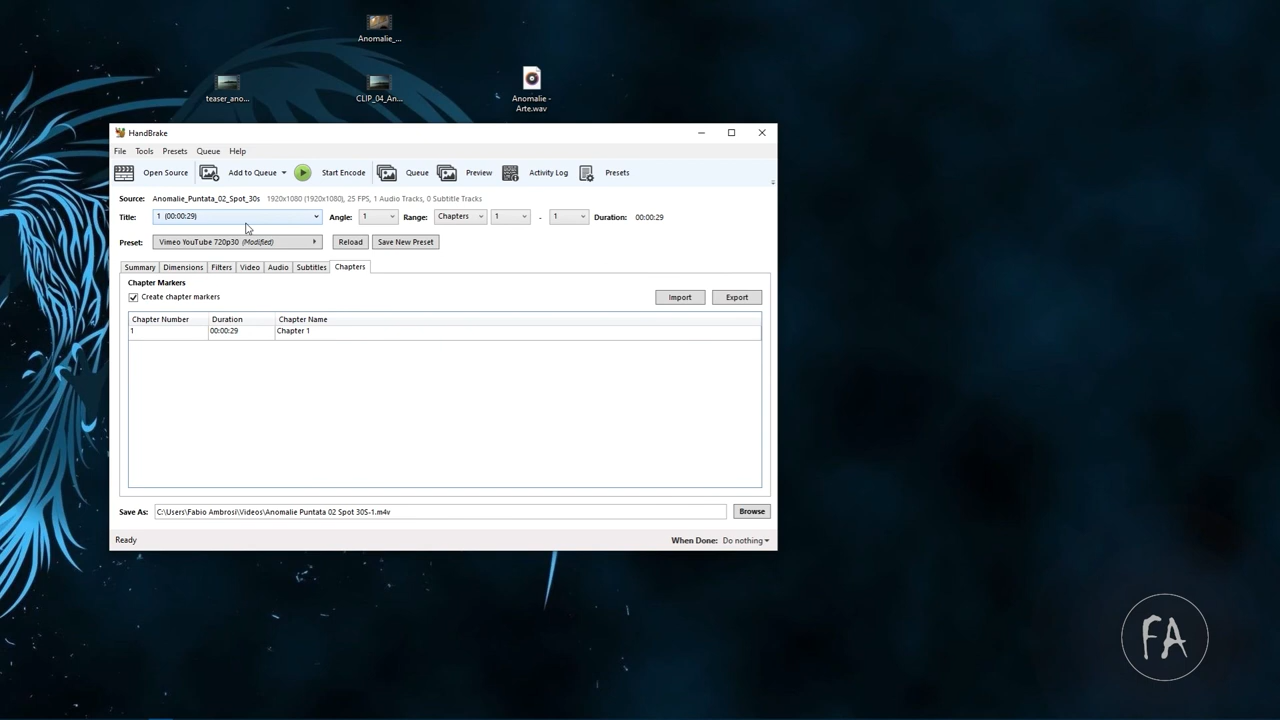 Anomalie_...
teaser_ano...
CLIP_04_An...
Anomalie -
Arte.wav
HandBrake
File Tools Presets Queue Help
Open Source Add to Queue Start Encode Queue Preview Activity Log Presets
Source: Anomalie_Puntata_02_Spot_30s 1920x1080 (1920x1080), 25 FPS, 1 Audio Tracks, 0 Subtitle Tracks
Title: 1 (00:00:29) Angle: 1 Range: Chapters 1 - 1 Duration: 00:00:29
Preset: Vimeo YouTube 720p30 (Modified) Reload Save New Preset
Summary Dimensions Filters Video Audio Subtitles Chapters
Chapter Markers
Create chapter markers Import Export
Chapter Number Duration Chapter Name
1 00:00:29 Chapter 1
Save As: C:\Users\Fabio Ambrosi\Videos\Anomalie Puntata 02 Spot 30S-1.m4v Browse
Ready When Done: Do nothing
FA